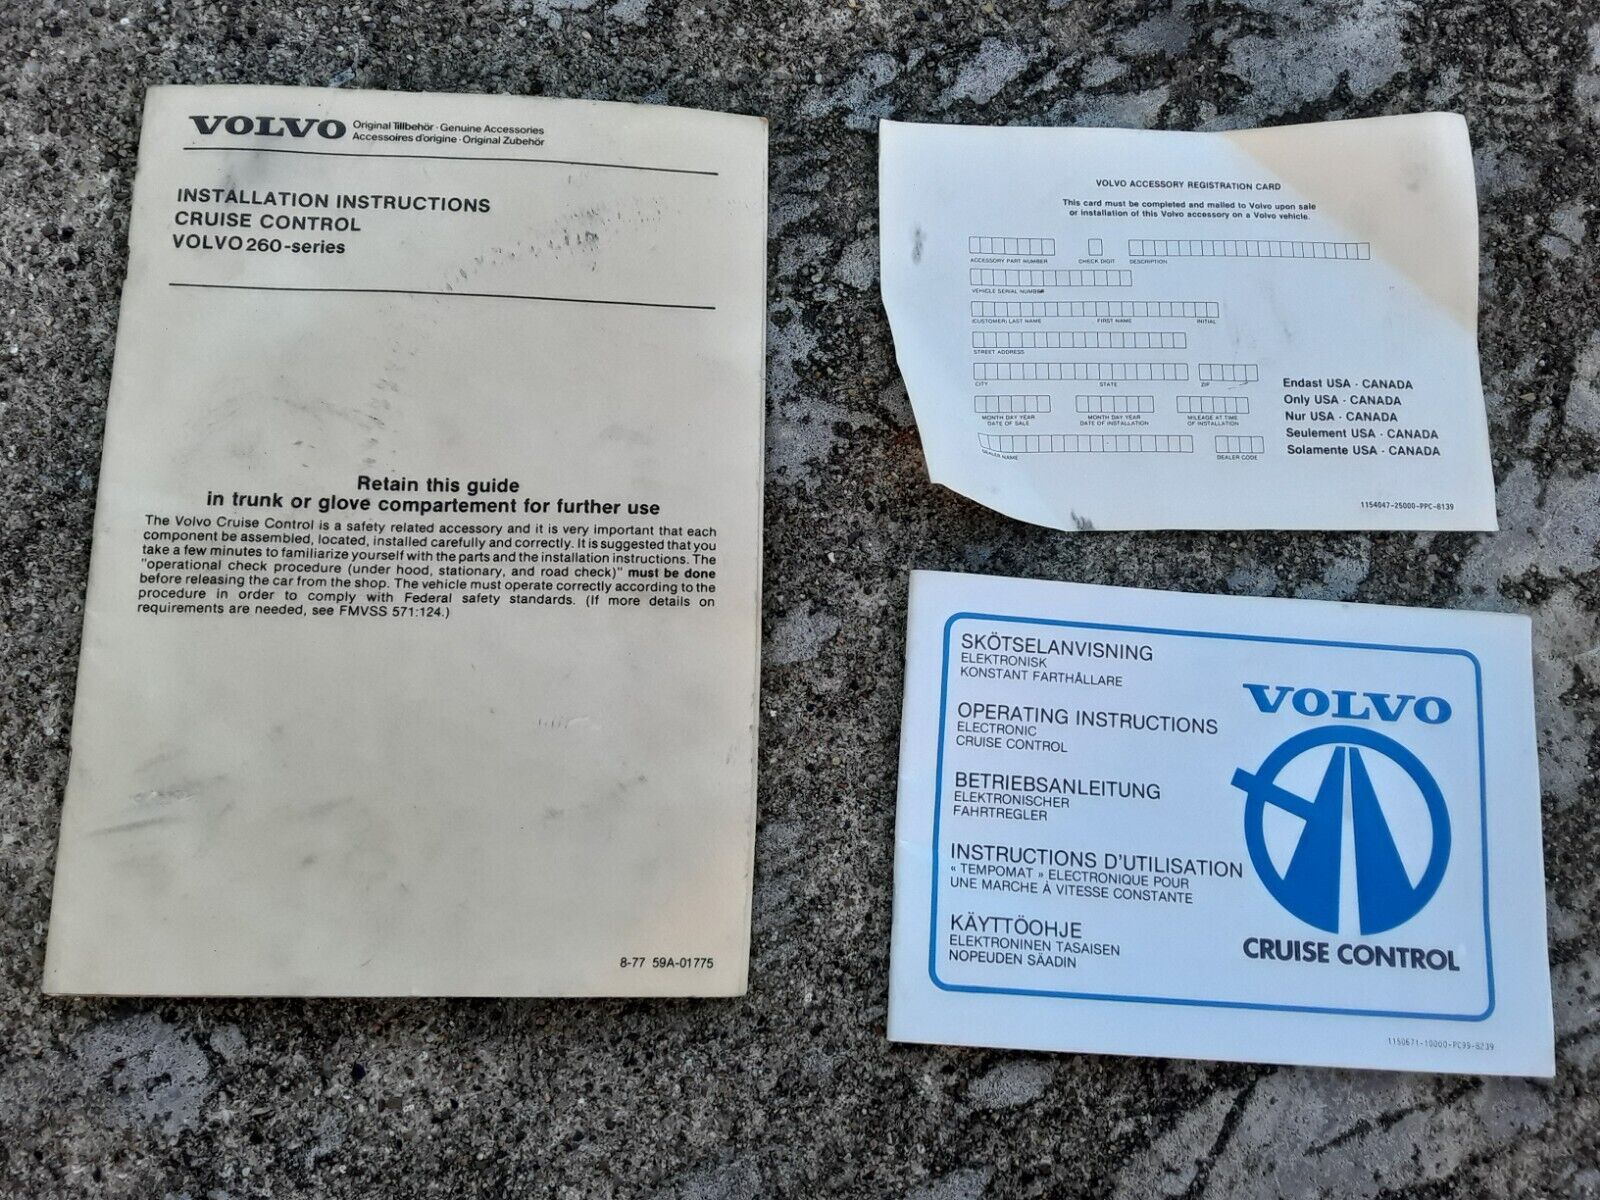 VOLVO Original Tillbehör · Genuine Accessories
Accessoires d'origine · Original Zubehör
INSTALLATION INSTRUCTIONS
CRUISE CONTROL
VOLVO 260-series
Retain this guide
in trunk or glove compartement for further use
The Volvo Cruise Control is a safety related accessory and it is very important that each
component be assembled, located, installed carefully and correctly. It is suggested that you
take a few minutes to familiarize yourself with the parts and the installation instructions. The
"operational check procedure (under hood, stationary, and road check)" must be done
before releasing the car from the shop. The vehicle must operate correctly according to the
procedure in order to comply with Federal safety standards. (If more details on
requirements are needed, see FMVSS 571:124.)
8-77 59A-01775
VOLVO ACCESSORY REGISTRATION CARD
This card must be completed and mailed to Volvo upon sale
or installation of this Volvo accessory on a Volvo vehicle.
ACCESSORY PART NUMBER CHECK DIGIT DESCRIPTION
VEHICLE SERIAL NUMBER
(CUSTOMER) LAST NAME FIRST NAME INITIAL
STREET ADDRESS
CITY STATE ZIP
MONTH DAY YEAR MONTH DAY YEAR MILEAGE AT TIME
DATE OF SALE DATE OF INSTALLATION OF INSTALLATION
DEALER NAME DEALER CODE
Endast USA · CANADA
Only USA · CANADA
Nur USA · CANADA
Seulement USA · CANADA
Solamente USA · CANADA
1154047-25000-PPC-8139
SKÖTSELANVISNING
ELEKTRONISK
KONSTANT FARTHÅLLARE
OPERATING INSTRUCTIONS
ELECTRONIC
CRUISE CONTROL
BETRIEBSANLEITUNG
ELEKTRONISCHER
FAHRTREGLER
INSTRUCTIONS D'UTILISATION
« TEMPOMAT » ELECTRONIQUE POUR
UNE MARCHE À VITESSE CONSTANTE
KÄYTTÖOHJE
ELEKTRONINEN TASAISEN
NOPEUDEN SÄADIN
VOLVO
CRUISE CONTROL
1150671-10000-PC99-8239